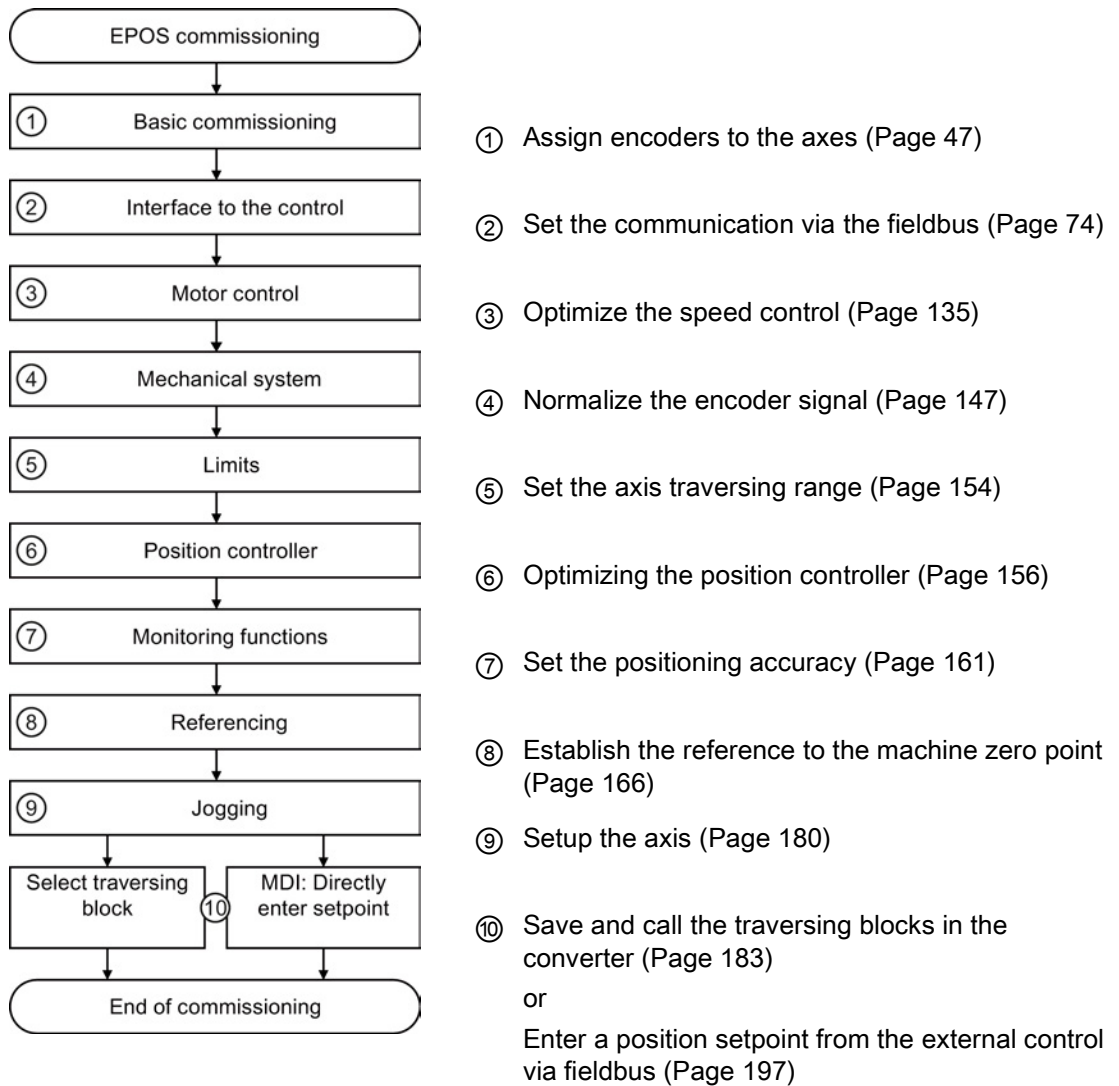 EPOS commissioning
① Basic commissioning
② Interface to the control
③ Motor control
④ Mechanical system
⑤ Limits
⑥ Position controller
⑦ Monitoring functions
⑧ Referencing
⑨ Jogging
Select traversing
block
⑩
MDI: Directly
enter setpoint
End of commissioning
① Assign encoders to the axes (Page 47)
② Set the communication via the fieldbus (Page 74)
③ Optimize the speed control (Page 135)
④ Normalize the encoder signal (Page 147)
⑤ Set the axis traversing range (Page 154)
⑥ Optimizing the position controller (Page 156)
⑦ Set the positioning accuracy (Page 161)
⑧ Establish the reference to the machine zero point
(Page 166)
⑨ Setup the axis (Page 180)
⑩ Save and call the traversing blocks in the
converter (Page 183)
or
Enter a position setpoint from the external control
via fieldbus (Page 197)